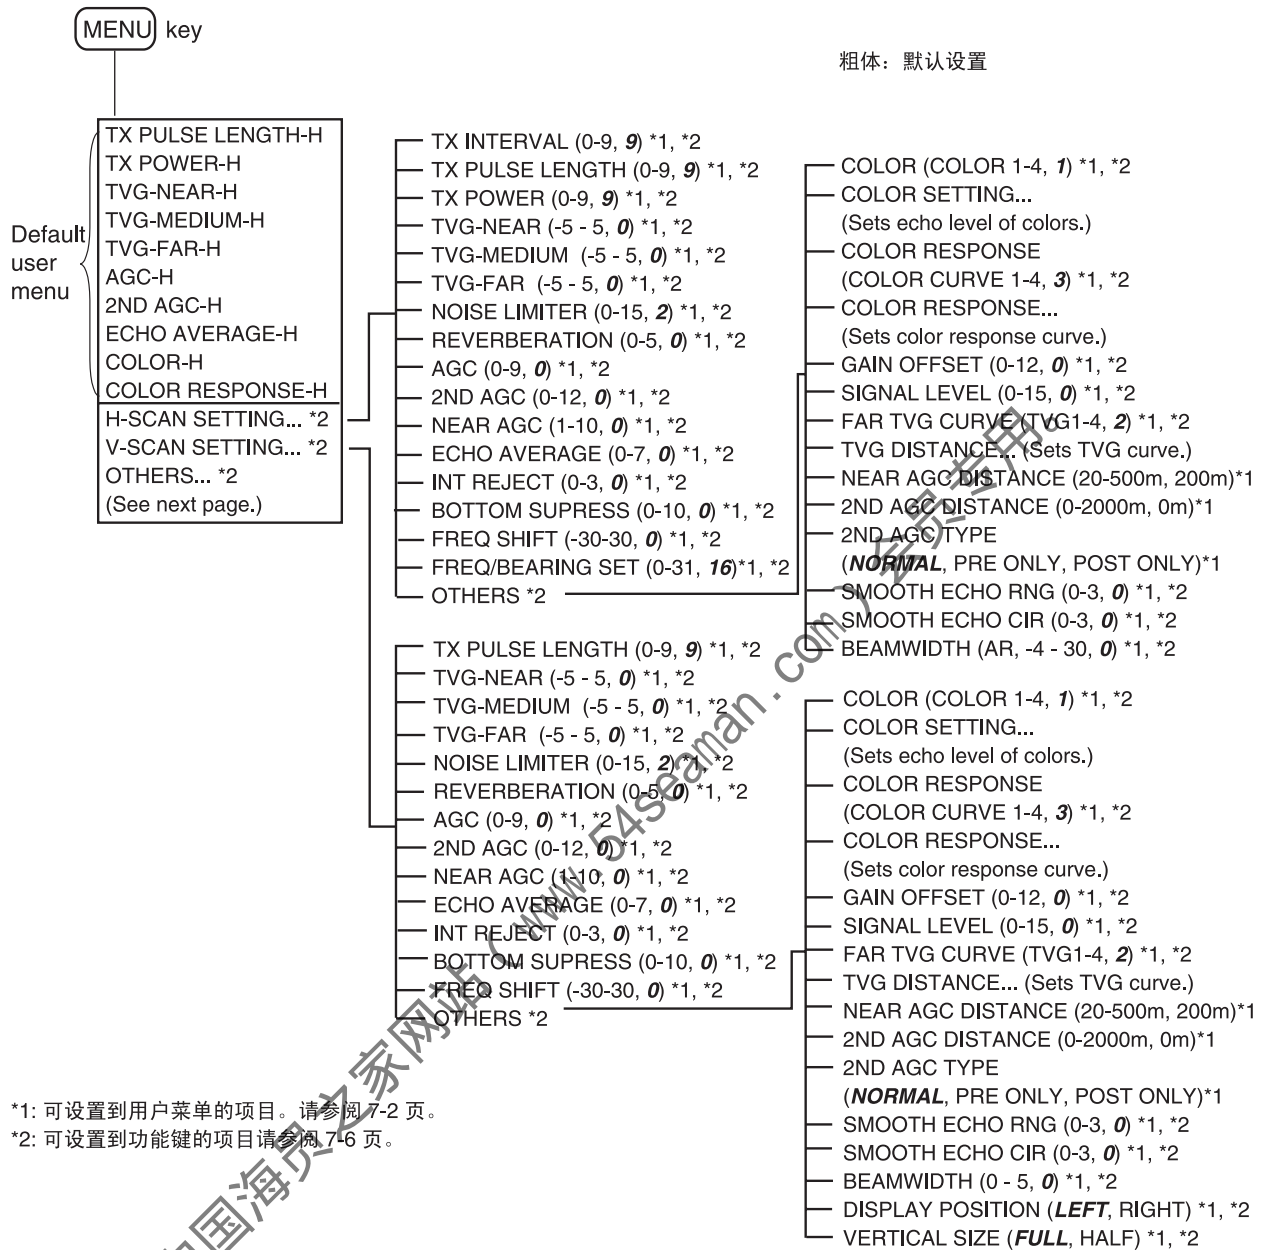 MENU key
粗体：默认设置
Default
user
menu
TX PULSE LENGTH-H
TX POWER-H
TVG-NEAR-H
TVG-MEDIUM-H
TVG-FAR-H
AGC-H
2ND AGC-H
ECHO AVERAGE-H
COLOR-H
COLOR RESPONSE-H
H-SCAN SETTING... *2
V-SCAN SETTING... *2
OTHERS... *2
(See next page.)
TX INTERVAL (0-9, 9) *1, *2
TX PULSE LENGTH (0-9, 9) *1, *2
TX POWER (0-9, 9) *1, *2
TVG-NEAR (-5 - 5, 0) *1, *2
TVG-MEDIUM (-5 - 5, 0) *1, *2
TVG-FAR (-5 - 5, 0) *1, *2
NOISE LIMITER (0-15, 2) *1, *2
REVERBERATION (0-5, 0) *1, *2
AGC (0-9, 0) *1, *2
2ND AGC (0-12, 0) *1, *2
NEAR AGC (1-10, 0) *1, *2
ECHO AVERAGE (0-7, 0) *1, *2
INT REJECT (0-3, 0) *1, *2
BOTTOM SUPRESS (0-10, 0) *1, *2
FREQ SHIFT (-30-30, 0) *1, *2
FREQ/BEARING SET (0-31, 16)*1, *2
OTHERS *2
COLOR (COLOR 1-4, 1) *1, *2
COLOR SETTING...
(Sets echo level of colors.)
COLOR RESPONSE
(COLOR CURVE 1-4, 3) *1, *2
COLOR RESPONSE...
(Sets color response curve.)
GAIN OFFSET (0-12, 0) *1, *2
SIGNAL LEVEL (0-15, 0) *1, *2
FAR TVG CURVE (TVG1-4, 2) *1, *2
TVG DISTANCE... (Sets TVG curve.)
NEAR AGC DISTANCE (20-500m, 200m)*1
2ND AGC DISTANCE (0-2000m, 0m)*1
2ND AGC TYPE
(NORMAL, PRE ONLY, POST ONLY)*1
SMOOTH ECHO RNG (0-3, 0) *1, *2
SMOOTH ECHO CIR (0-3, 0) *1, *2
BEAMWIDTH (AR, -4 - 30, 0) *1, *2
TX PULSE LENGTH (0-9, 9) *1, *2
TVG-NEAR (-5 - 5, 0) *1, *2
TVG-MEDIUM (-5 - 5, 0) *1, *2
TVG-FAR (-5 - 5, 0) *1, *2
NOISE LIMITER (0-15, 2) *1, *2
REVERBERATION (0-5, 0) *1, *2
AGC (0-9, 0) *1, *2
2ND AGC (0-12, 0) *1, *2
NEAR AGC (1-10, 0) *1, *2
ECHO AVERAGE (0-7, 0) *1, *2
INT REJECT (0-3, 0) *1, *2
BOTTOM SUPRESS (0-10, 0) *1, *2
FREQ SHIFT (-30-30, 0) *1, *2
OTHERS *2
COLOR (COLOR 1-4, 1) *1, *2
COLOR SETTING...
(Sets echo level of colors.)
COLOR RESPONSE
(COLOR CURVE 1-4, 3) *1, *2
COLOR RESPONSE...
(Sets color response curve.)
GAIN OFFSET (0-12, 0) *1, *2
SIGNAL LEVEL (0-15, 0) *1, *2
FAR TVG CURVE (TVG1-4, 2) *1, *2
TVG DISTANCE... (Sets TVG curve.)
NEAR AGC DISTANCE (20-500m, 200m)*1
2ND AGC DISTANCE (0-2000m, 0m)*1
2ND AGC TYPE
(NORMAL, PRE ONLY, POST ONLY)*1
SMOOTH ECHO RNG (0-3, 0) *1, *2
SMOOTH ECHO CIR (0-3, 0) *1, *2
BEAMWIDTH (0 - 5, 0) *1, *2
DISPLAY POSITION (LEFT, RIGHT) *1, *2
VERTICAL SIZE (FULL, HALF) *1, *2
*1: 可设置到用户菜单的项目。请参阅 7-2 页。
*2: 可设置到功能键的项目请参阅 7-6 页。
国海员之家网站（www.54seaman.com）会员专用。